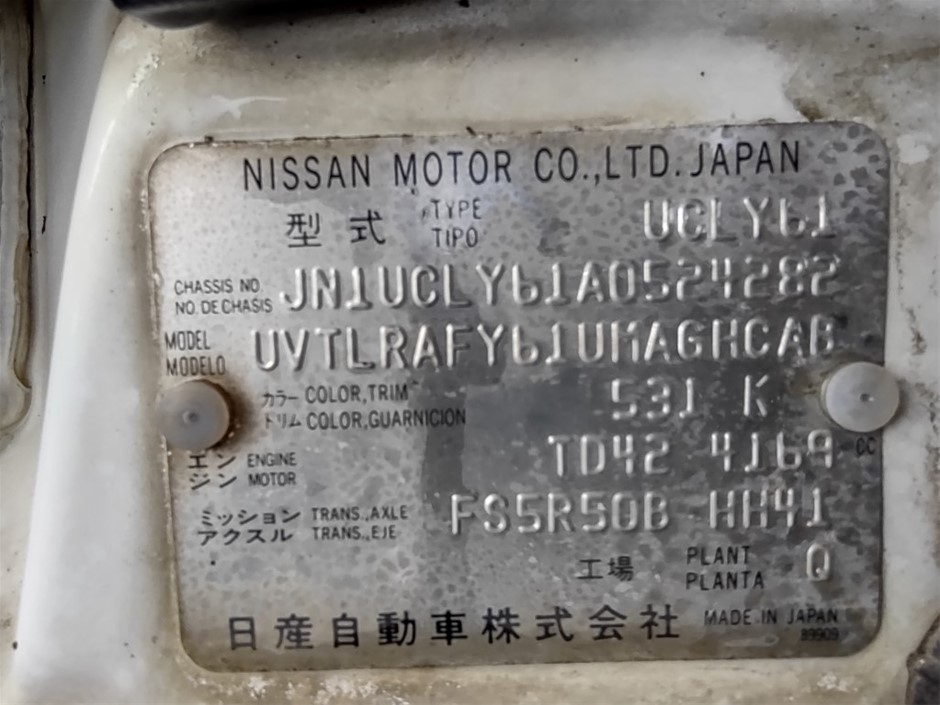 NISSAN MOTOR CO.,LTD. JAPAN
型式 TYPE UCLY61
TIPO
CHASSIS NO. JN1UCLY61A0524282
NO. DE CHASIS
MODEL UVTLRAFY61UMAGHCAB
MODELO
カラー COLOR,TRIM 531 K
トリム COLOR,GUARNICION
エン ENGINE TD42 4169 CC
ジン MOTOR
ミッション TRANS.,AXLE FS5R50B HH41
アクスル TRANS.,EJE
工場 PLANT Q
PLANTA
日産自動車株式会社 MADE IN JAPAN
89909